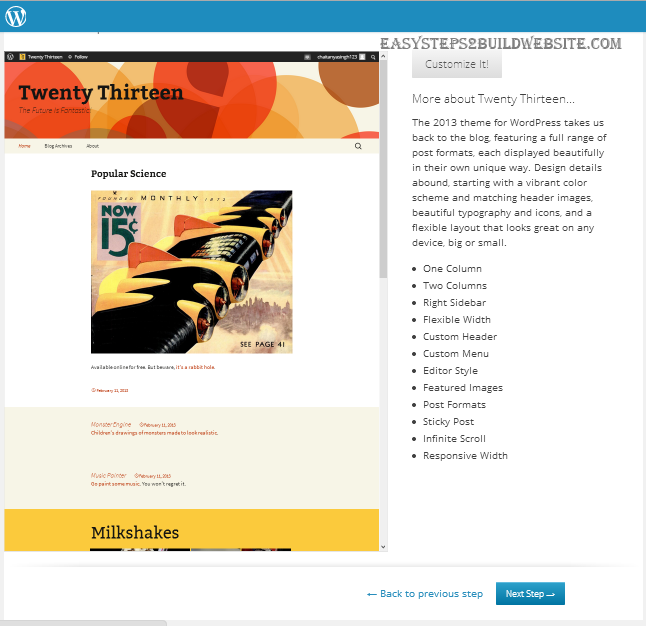 EASYSTEPS2BUILDWEBSITE.COM
Twenty Thirteen Follow chaitanyasingh123
Twenty Thirteen
The Future Is Fantastic
Home Blog Archives About
Popular Science
FOUNDED MONTHLY 1872
NOW
15¢
SEE PAGE 41
Available online for free. But beware, it's a rabbit hole.
February 11, 2013
Monster Engine February 11, 2013
Children's drawings of monsters made to look realistic.
Music Painter February 11, 2013
Go paint some music. You won't regret it.
Milkshakes
Customize It!
More about Twenty Thirteen...
The 2013 theme for WordPress takes us
back to the blog, featuring a full range of
post formats, each displayed beautifully
in their own unique way. Design details
abound, starting with a vibrant color
scheme and matching header images,
beautiful typography and icons, and a
flexible layout that looks great on any
device, big or small.
One Column
Two Columns
Right Sidebar
Flexible Width
Custom Header
Custom Menu
Editor Style
Featured Images
Post Formats
Sticky Post
Infinite Scroll
Responsive Width
← Back to previous step
Next Step →